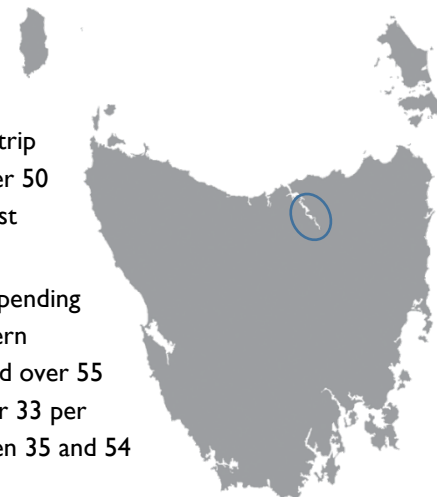 trip
er 50
st
pending
ern
d over 55
r 33 per
en 35 and 54